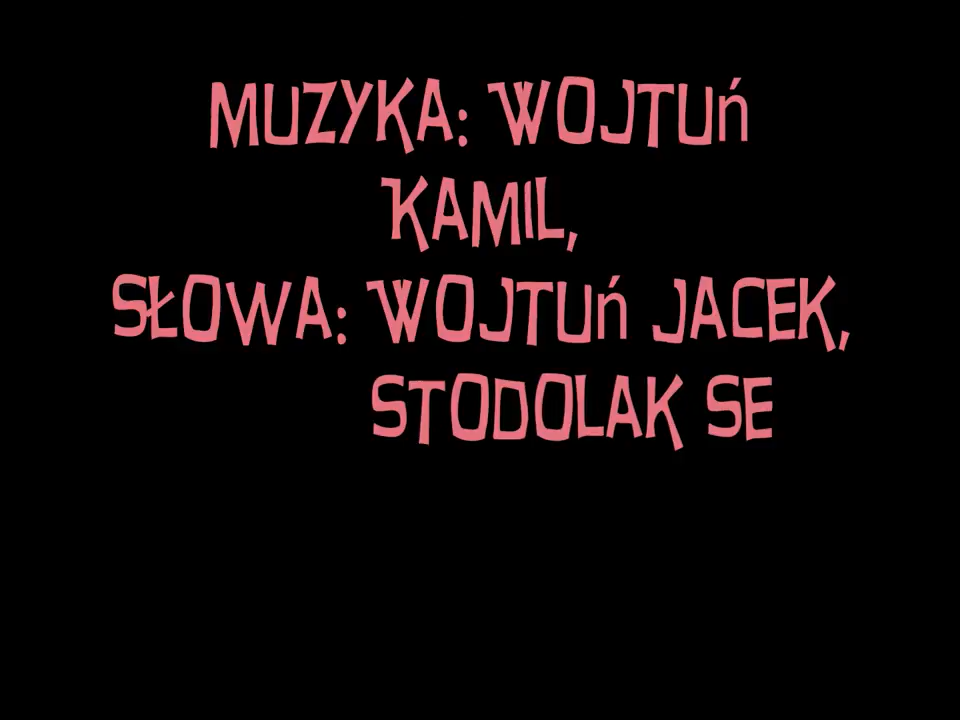 MUZYKA: WOJTUń
KAMIL,
SŁOWA: WOJTUń JACEK,
STODOLAK SE